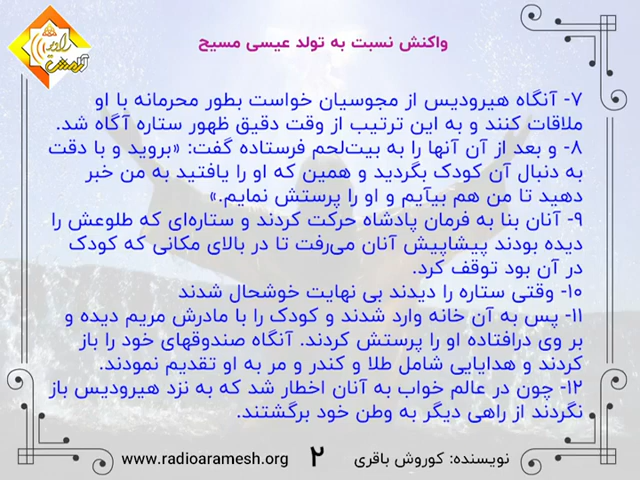 رادیو
آرامش
واکنش نسبت به تولد عیسی مسیح
۷- آنگاه هیرودیس از مجوسیان خواست بطور محرمانه با او
ملاقات کنند و به این ترتیب از وقت دقیق ظهور ستاره آگاه شد.
۸- و بعد از آن آنها را به بیت‌لحم فرستاده گفت: «بروید و با دقت
به دنبال آن کودک بگردید و همین که او را یافتید به من خبر
دهید تا من هم بیآیم و او را پرستش نمایم.»
۹- آنان بنا به فرمان پادشاه حرکت کردند و ستاره‌ای که طلوعش را
دیده بودند پیشاپیش آنان می‌رفت تا در بالای مکانی که کودک
در آن بود توقف کرد.
۱۰- وقتی ستاره را دیدند بی نهایت خوشحال شدند
۱۱- پس به آن خانه وارد شدند و کودک را با مادرش مریم دیده و
بر وی درافتاده او را پرستش کردند. آنگاه صندوقهای خود را باز
کردند و هدایایی شامل طلا و کندر و مر به او تقدیم نمودند.
۱۲- چون در عالم خواب به آنان اخطار شد که به نزد هیرودیس باز
نگردند از راهی دیگر به وطن خود برگشتند.
نویسنده: کوروش باقری ۲ www.radioaramesh.org